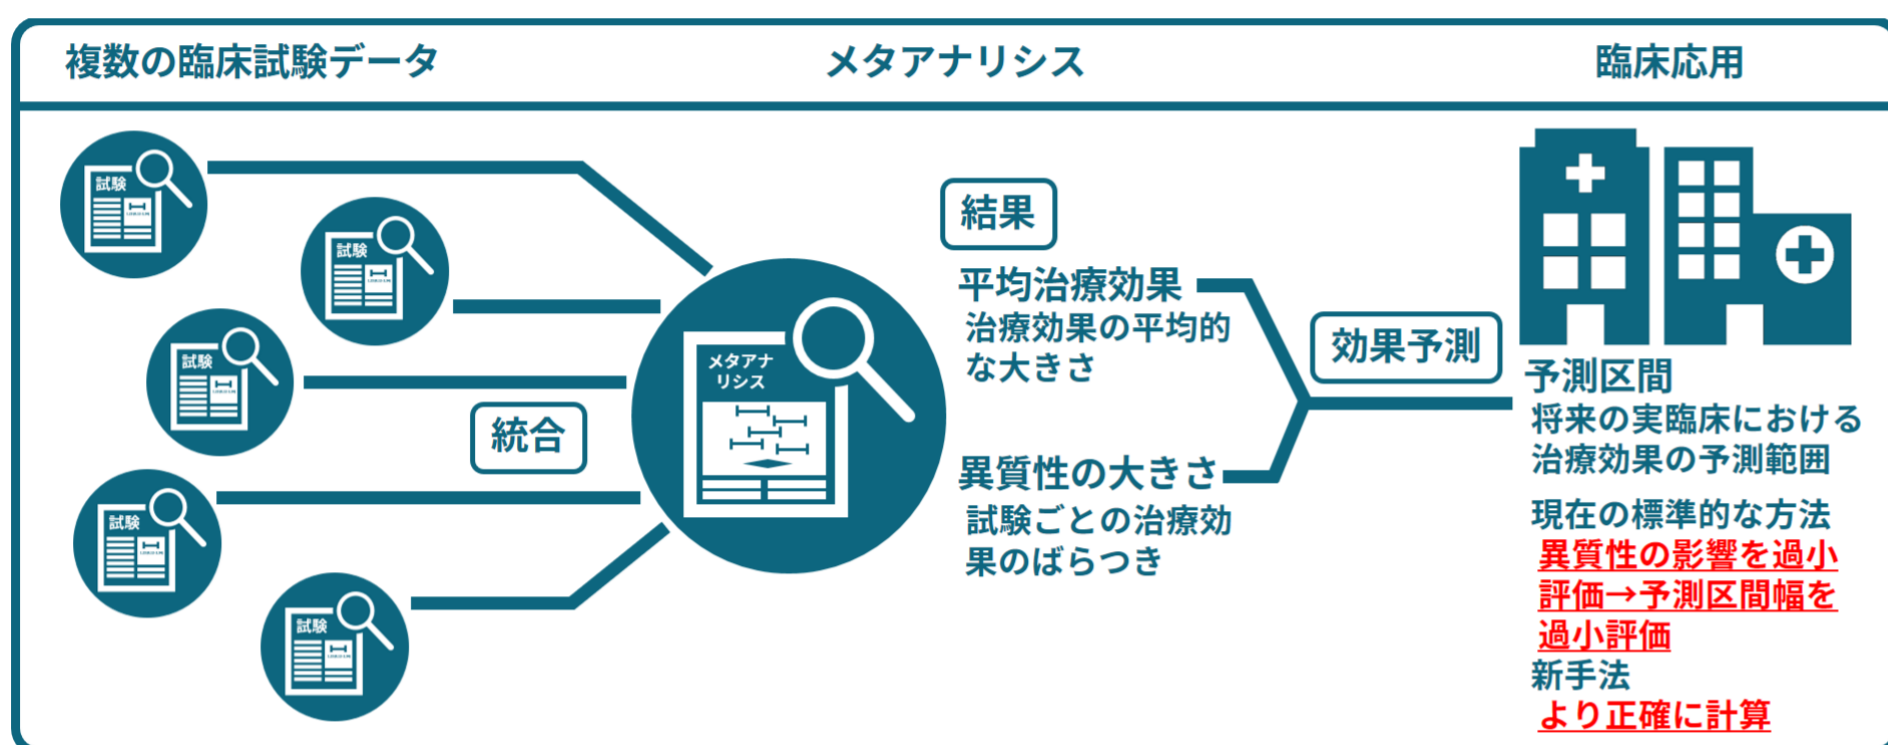 複数の臨床試験データ
メタアナリシス
臨床応用
試験
試験
試験
試験
試験
統合
メタアナ
リシス
結果
平均治療効果
治療効果の平均的
な大きさ
異質性の大きさ
試験ごとの治療効
果のばらつき
効果予測
予測区間
将来の実臨床における
治療効果の予測範囲
現在の標準的な方法
異質性の影響を過小
評価→予測区間幅を
過小評価
新手法
より正確に計算